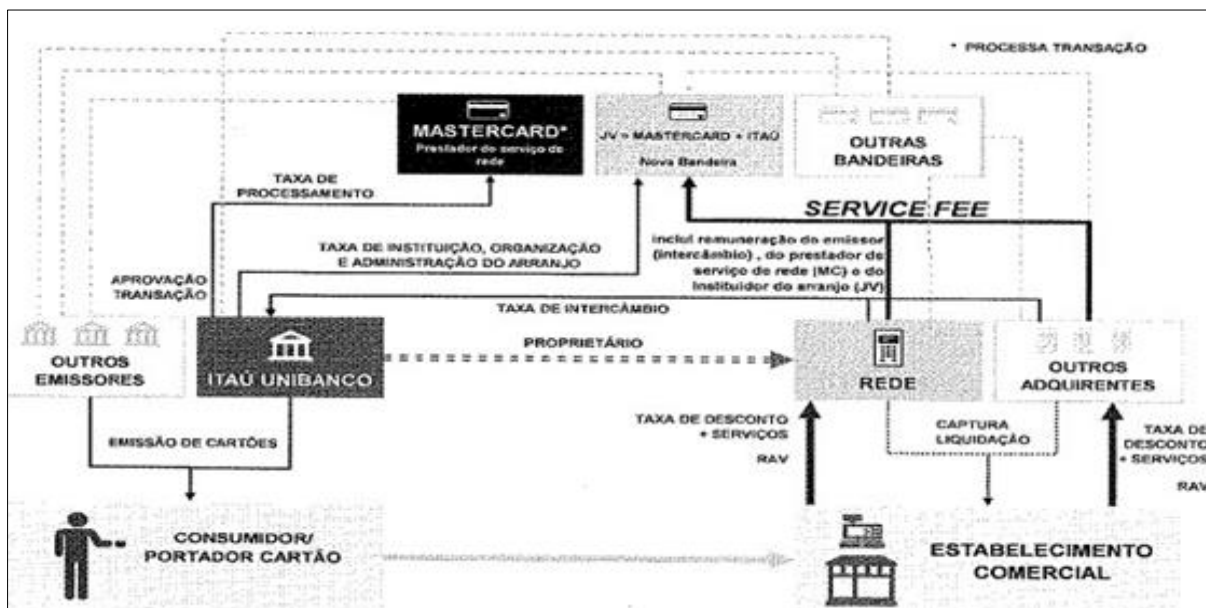 * PROCESSA TRANSAÇÃO
MASTERCARD*
Prestador do serviço de
rede
JV = MASTERCARD + ITAÚ
Nova Bandeira
OUTRAS
BANDEIRAS
TAXA DE
PROCESSAMENTO
SERVICE FEE
TAXA DE INSTITUIÇÃO, ORGANIZAÇÃO
E ADMINISTRAÇÃO DO ARRANJO
inclui remuneração do emissor
(intercâmbio) , do prestador de
serviço de rede (MC) e do
Instituidor do arranjo (JV)
APROVAÇÃO
TRANSAÇÃO
TAXA DE INTERCÂMBIO
OUTROS
EMISSORES
ITAÚ UNIBANCO
PROPRIETÁRIO
REDE
OUTROS
ADQUIRENTES
EMISSÃO DE CARTÕES
TAXA DE DESCONTO
+ SERVIÇOS
RAV
CAPTURA
LIQUIDAÇÃO
TAXA DE
DESCONTO
+ SERVIÇOS
RAV
CONSUMIDOR/
PORTADOR CARTÃO
ESTABELECIMENTO
COMERCIAL